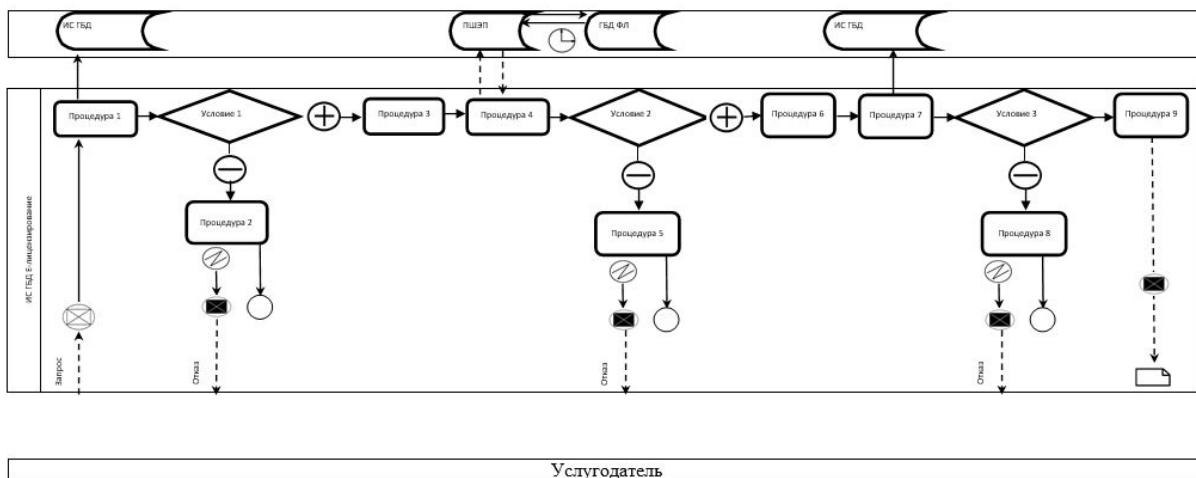 ИС ГБД
ПШЭП
ГБД ФЛ
ИС ГБД
Процедура 1
Условие 1
Процедура 3
Процедура 4
Условие 2
Процедура 6
Процедура 7
Условие 3
Процедура 9
Процедура 2
Процедура 5
Процедура 8
ИС ГБД Е-лицензирование
Запрос
Отказ
Отказ
Отказ
Услугодатель